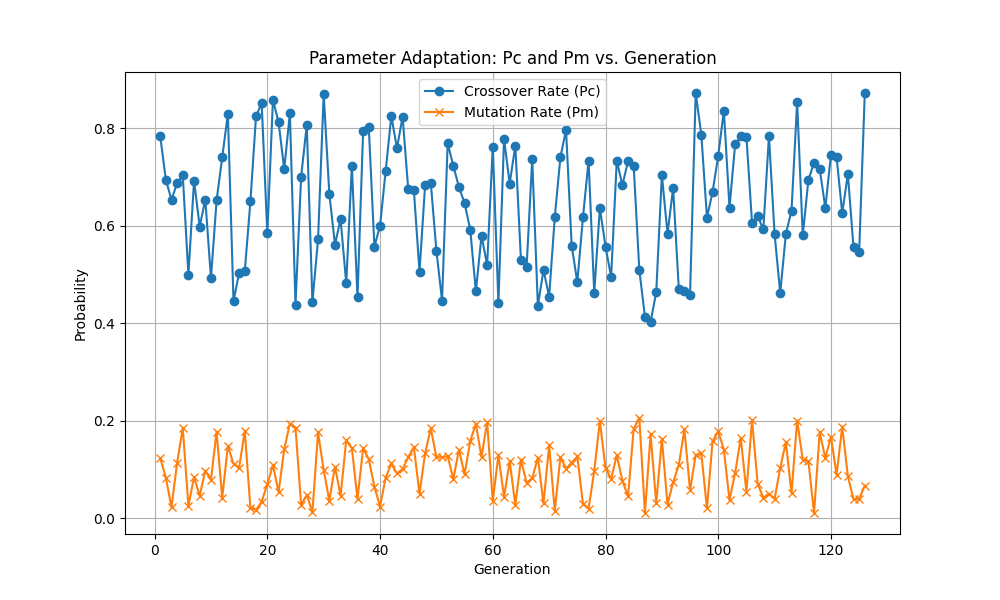 Parameter Adaptation: Pc and Pm vs. Generation
Crossover Rate (Pc)
Mutation Rate (Pm)
Probability
0.8
0.6
0.4
0.2
0.0
0 20 40 60 80 100 120
Generation